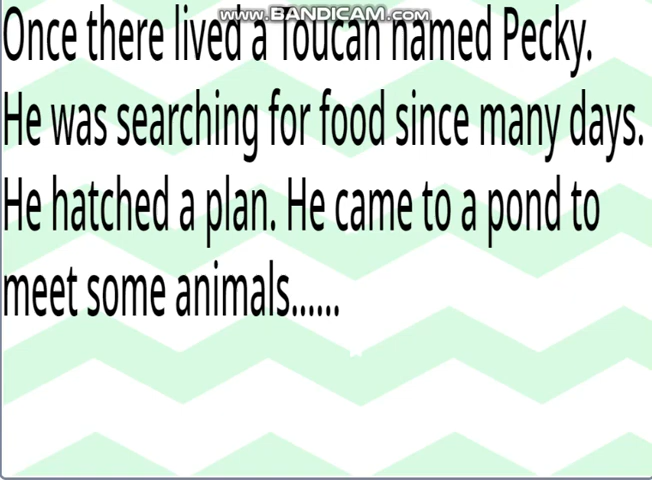 www.BANDICAM.com
Once there lived a Toucan named Pecky.
He was searching for food since many days.
He hatched a plan. He came to a pond to
meet some animals......